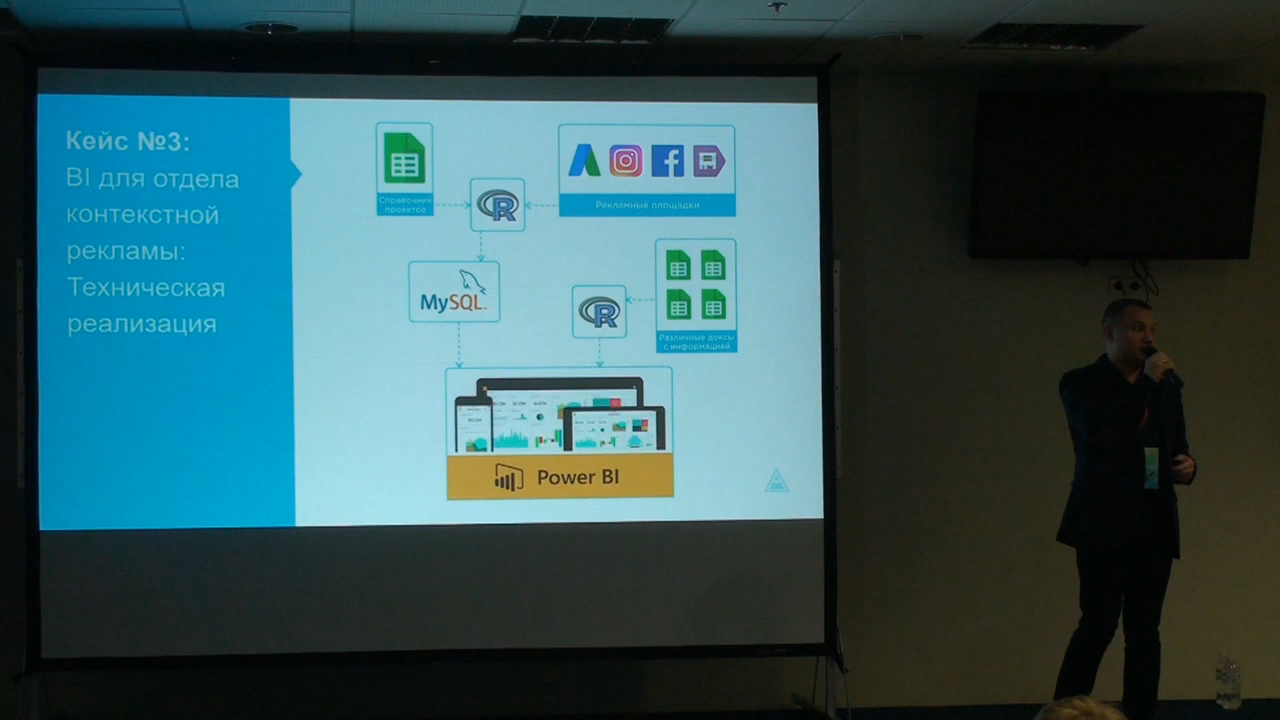 Кейс №3:
BI для отдела
контекстной
рекламы:
Техническая
реализация
Справочник
проектов
R
Рекламные площадки
MySQL
R
Различные доксы
с информацией
Power BI